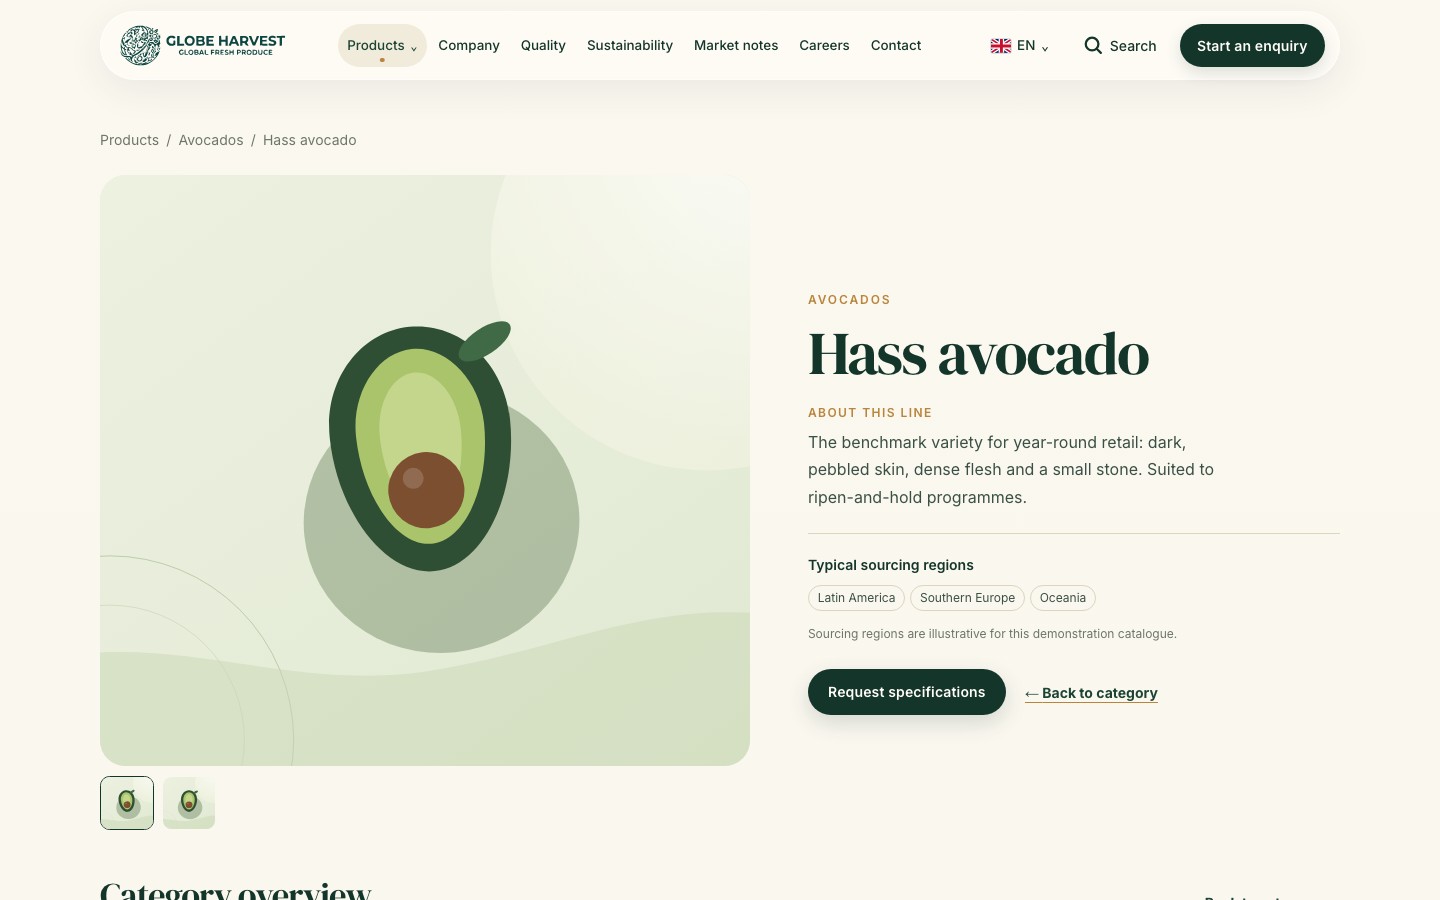 GLOBE HARVEST
GLOBAL FRESH PRODUCE
Products
Company
Quality
Sustainability
Market notes
Careers
Contact
EN
Search
Start an enquiry
Products / Avocados / Hass avocado
AVOCADOS
Hass avocado
ABOUT THIS LINE
The benchmark variety for year-round retail: dark,
pebbled skin, dense flesh and a small stone. Suited to
ripen-and-hold programmes.
Typical sourcing regions
Latin America
Southern Europe
Oceania
Sourcing regions are illustrative for this demonstration catalogue.
Request specifications
← Back to category
Category overview